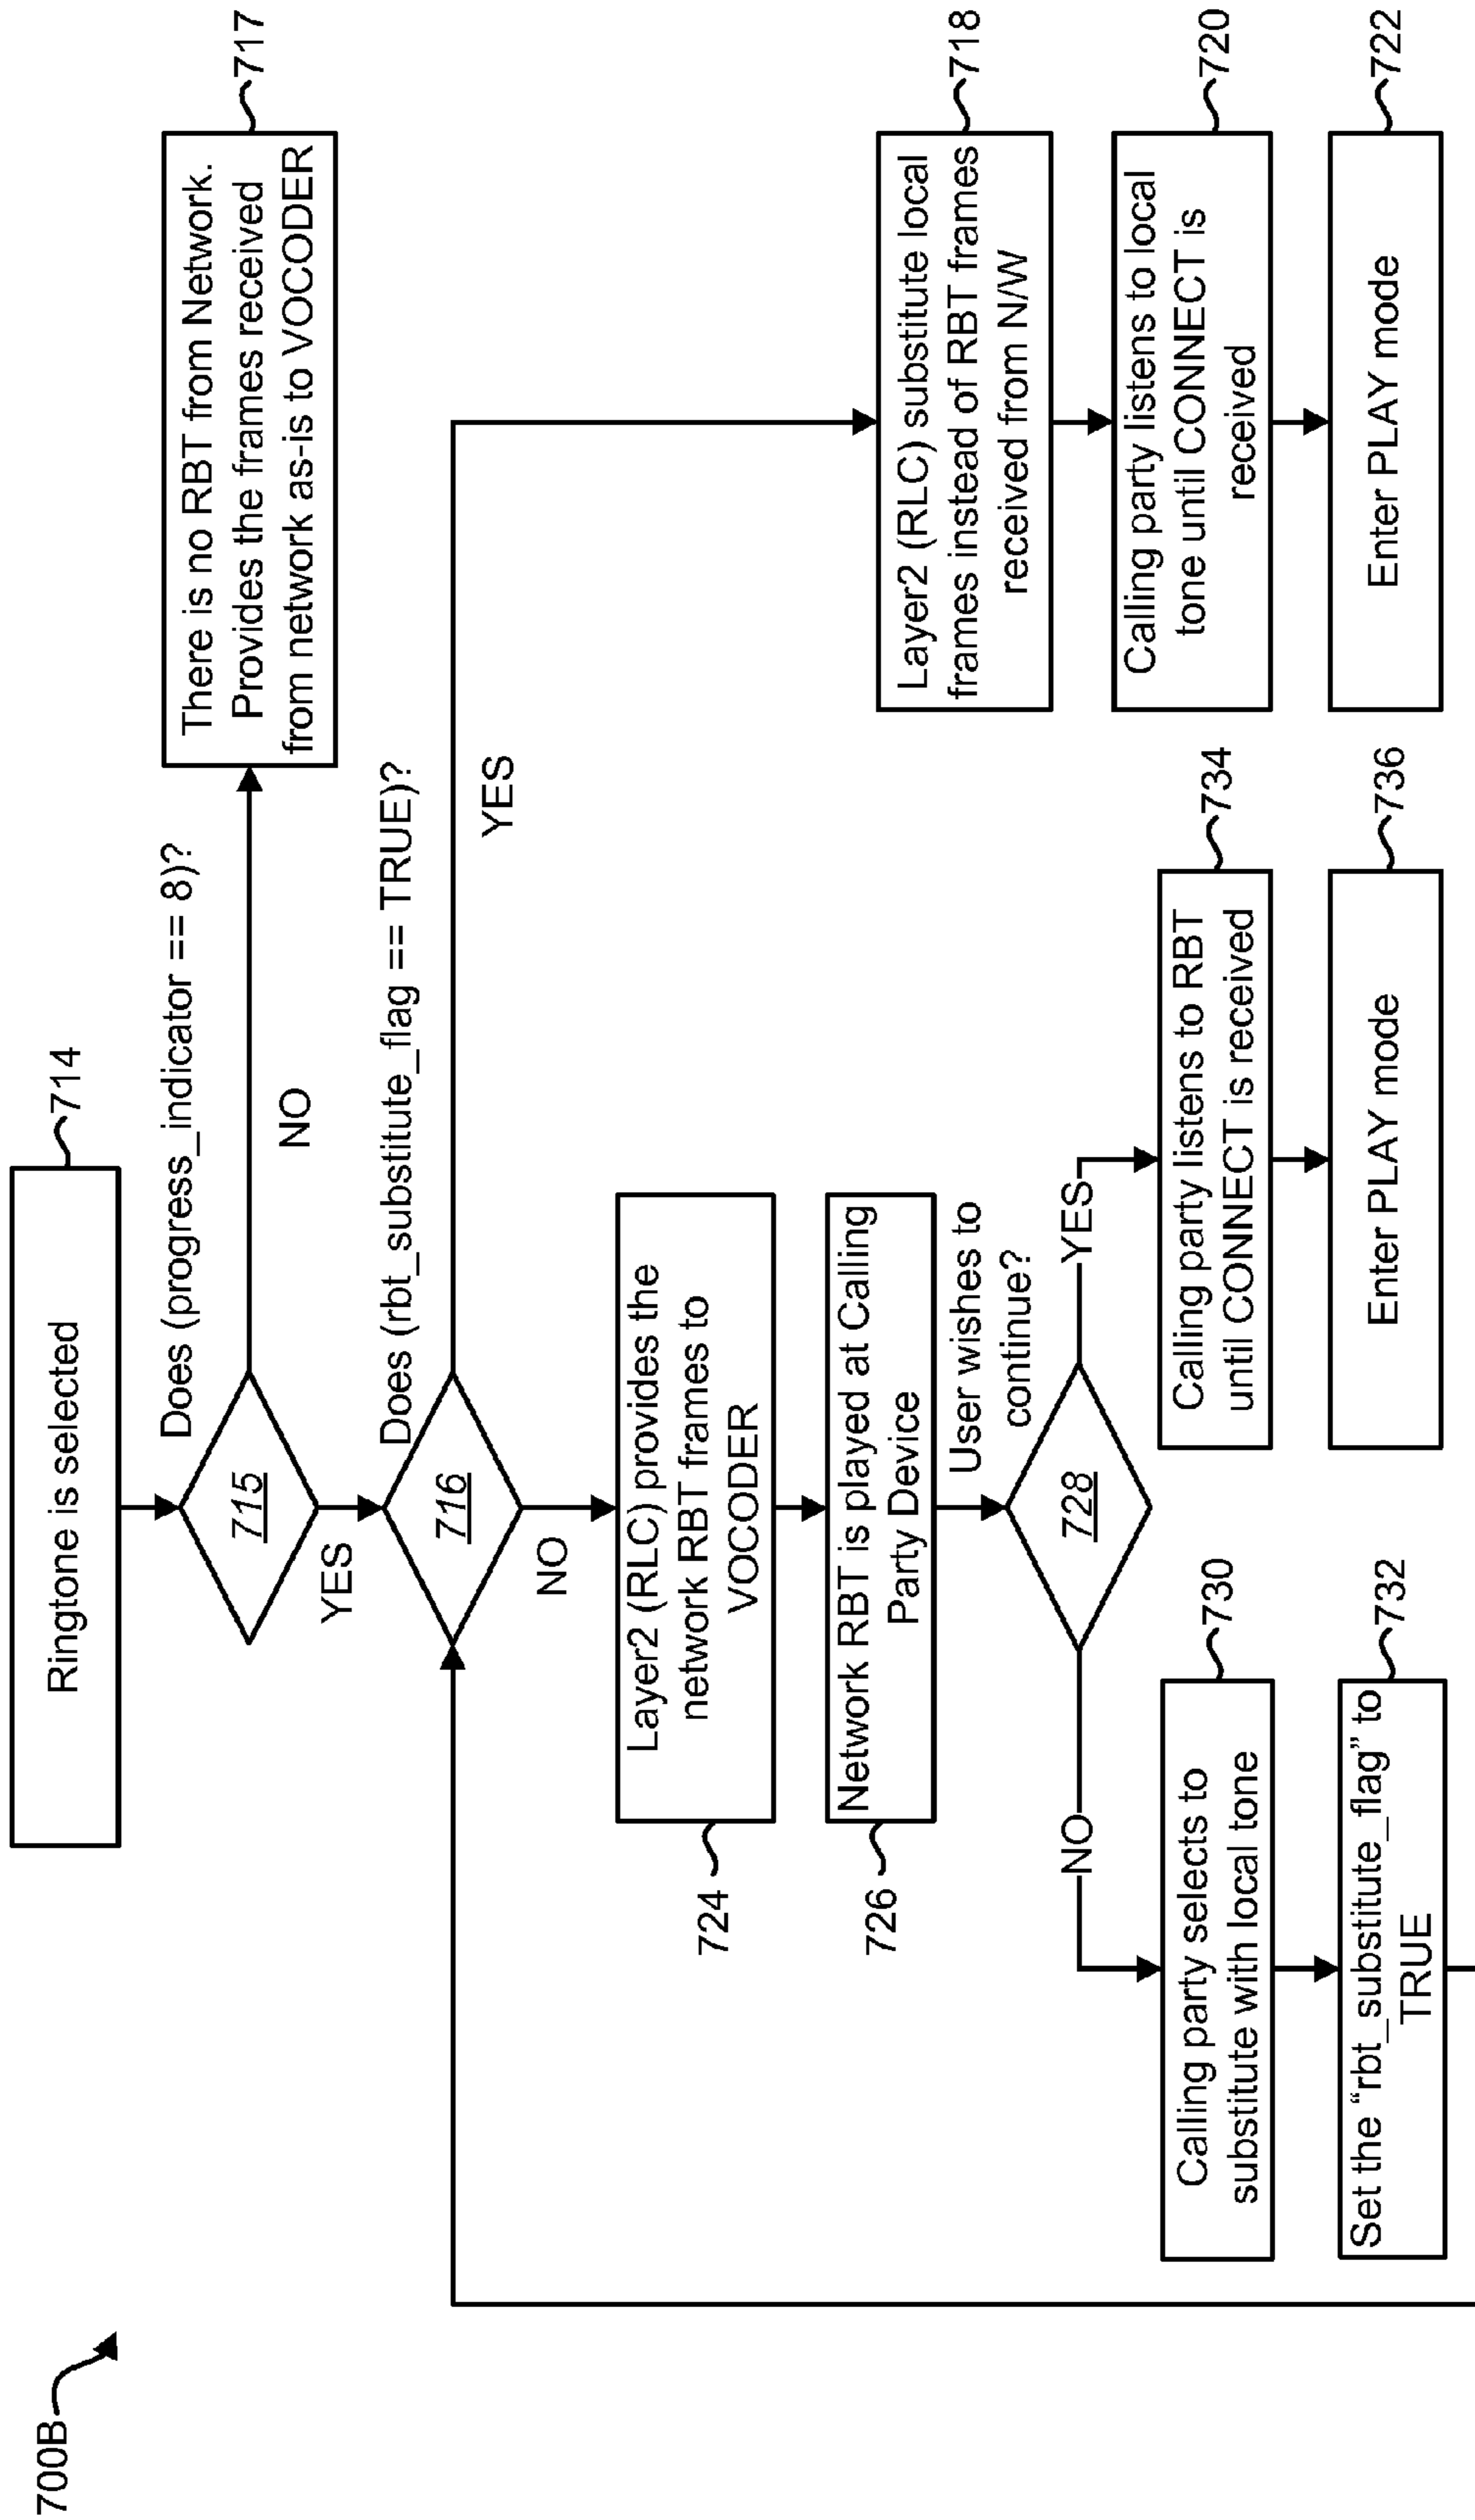 700B
Ringtone is selected
714
Does (progress_indicator == 8)?
715
NO
There is no RBT from Network.
Provides the frames received
from network as-is to VOCODER
717
YES
Does (rbt_substitute_flag == TRUE)?
716
YES
NO
Layer2 (RLC) provides the
network RBT frames to
VOCODER
724
Network RBT is played at Calling
Party Device
726
User wishes to
continue?
728
NO
YES
Calling party selects to
substitute with local tone
730
Set the “rbt_substitute_flag” to
TRUE
732
Calling party listens to RBT
until CONNECT is received
734
Enter PLAY mode
736
Layer2 (RLC) substitute local
frames instead of RBT frames
received from N/W
718
Calling party listens to local
tone until CONNECT is
received
720
Enter PLAY mode
722